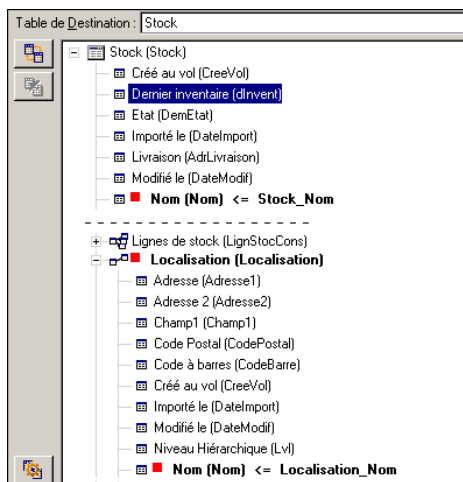 Table de Destination : Stock
Stock (Stock)
Créé au vol (CreeVol)
Dernier inventaire (dInvent)
Etat (DemEtat)
Importé le (DateImport)
Livraison (AdrLivraison)
Modifié le (DateModif)
Nom (Nom) <= Stock_Nom
Lignes de stock (LignStocCons)
Localisation (Localisation)
Adresse (Adresse1)
Adresse 2 (Adresse2)
Champ1 (Champ1)
Code Postal (CodePostal)
Code à barres (CodeBarre)
Créé au vol (CreeVol)
Importé le (DateImport)
Modifié le (DateModif)
Niveau Hiérarchique (Lvl)
Nom (Nom) <= Localisation_Nom